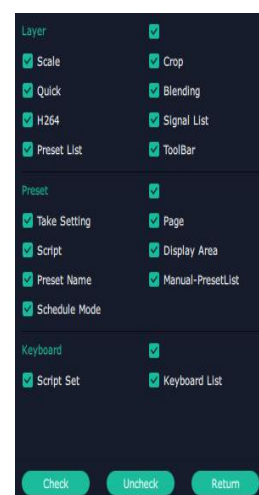 Layer
Scale Crop
Quick Blending
H264 Signal List
Preset List ToolBar
Preset
Take Setting Page
Script Display Area
Preset Name Manual-PresetList
Schedule Mode
Keyboard
Script Set Keyboard List
Check Uncheck Return